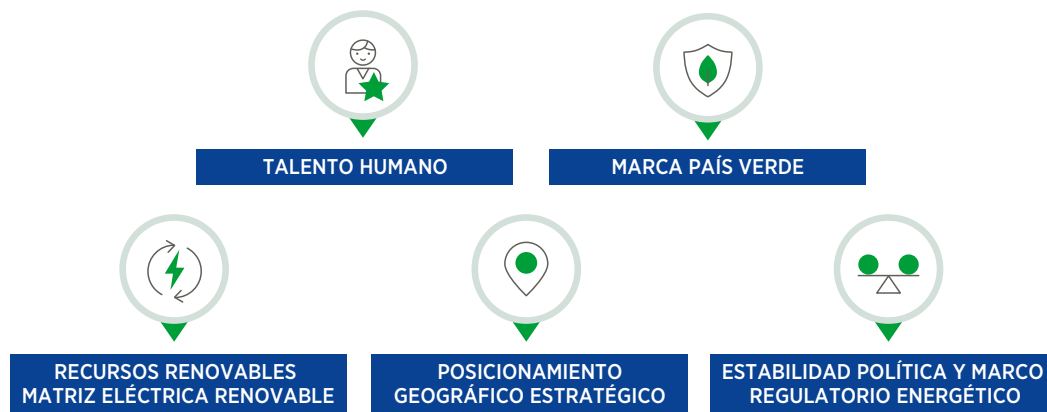 TALENTO HUMANO
MARCA PAÍS VERDE
RECURSOS RENOVABLES
MATRIZ ELÉCTRICA RENOVABLE
POSICIONAMIENTO
GEOGRÁFICO ESTRATÉGICO
ESTABILIDAD POLÍTICA Y MARCO
REGULATORIO ENERGÉTICO